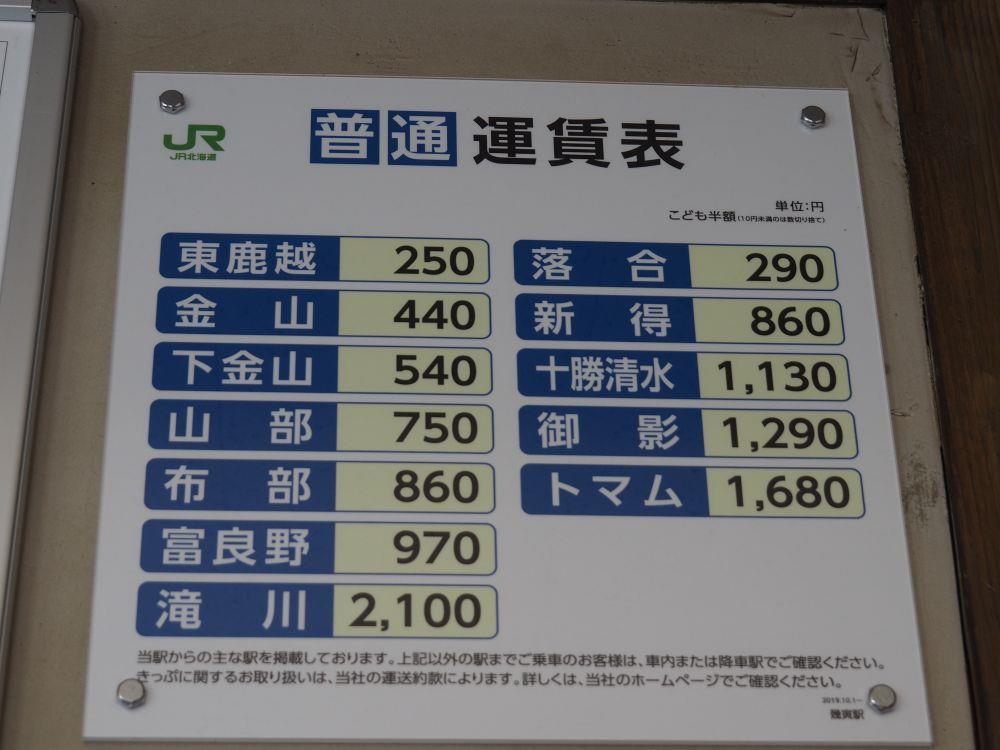 JR
JR北海道
普通 運賃表
単位:円
こども半額(10円未満のは数切り捨て)
東鹿越 250
金山 440
下金山 540
山部 750
布部 860
富良野 970
滝川 2,100
落合 290
新得 860
十勝清水 1,130
御影 1,290
トマム 1,680
当駅からの主な駅を掲載しております。上記以外の駅までご乗車のお客様は、車内または降車駅でご確認ください。
きっぷに関するお取り扱いは、当社の運送約款によります。詳しくは、当社のホームページでご確認ください。
2019.10.1~
幾寅駅